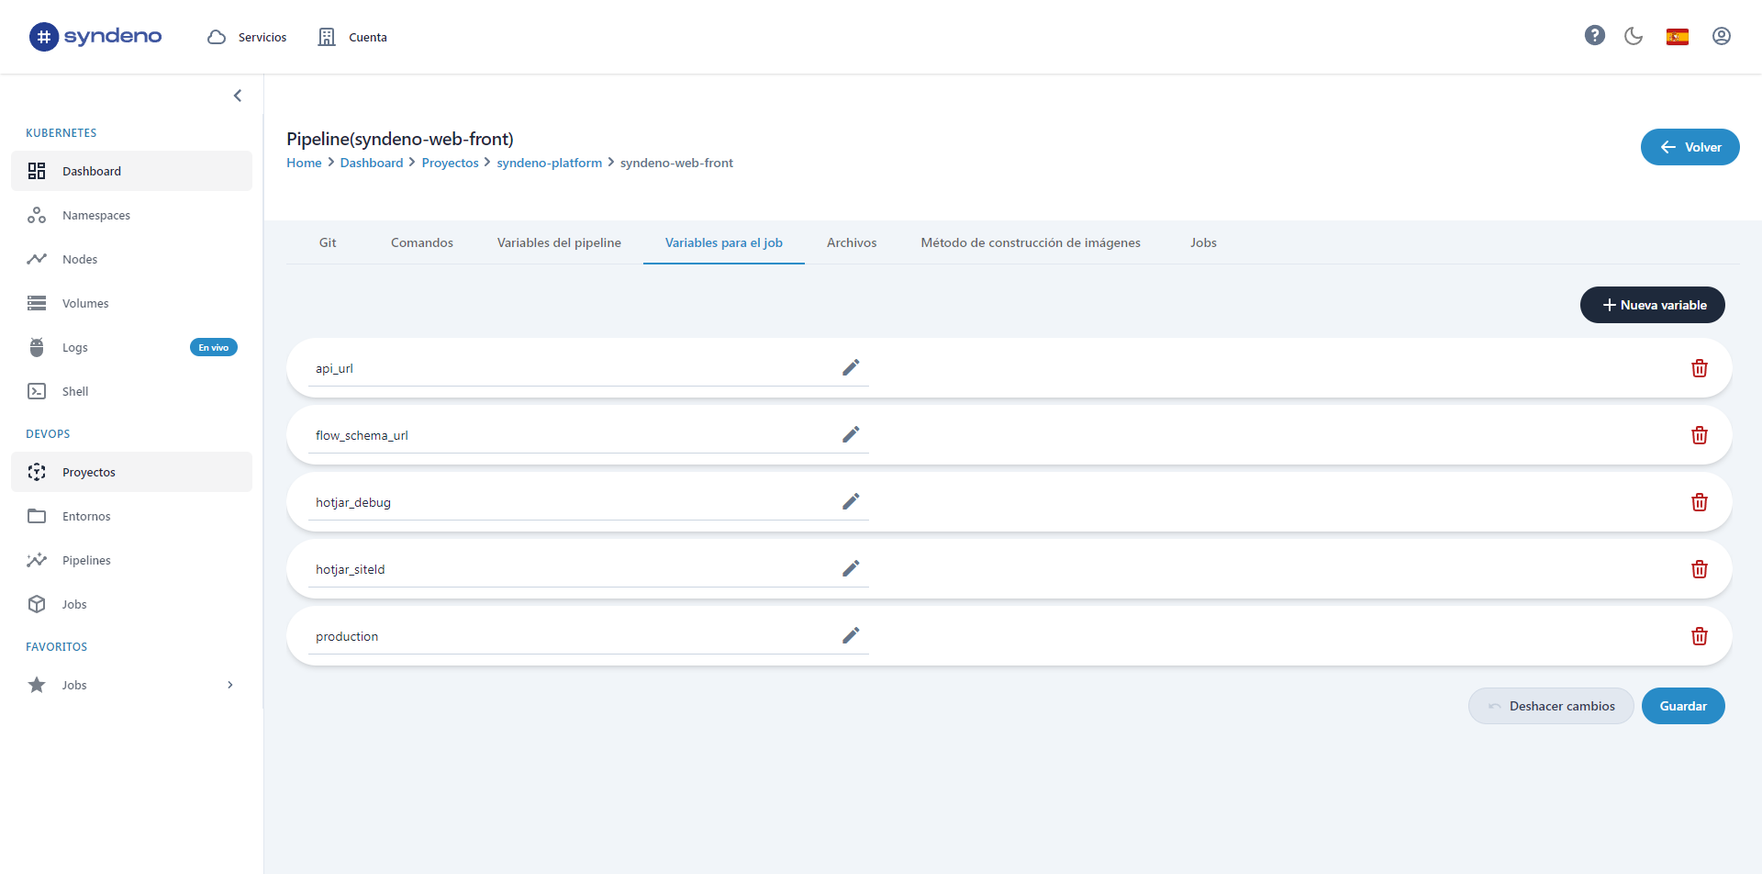 # syndeno
Servicios
Cuenta
?
KUBERNETES
Dashboard
Namespaces
Nodes
Volumes
Logs
En vivo
Shell
DEVOPS
Proyectos
Entornos
Pipelines
Jobs
FAVORITOS
Jobs
Pipeline(syndeno-web-front)
Home > Dashboard > Proyectos > syndeno-platform > syndeno-web-front
Volver
Git
Comandos
Variables del pipeline
Variables para el job
Archivos
Método de construcción de imágenes
Jobs
+ Nueva variable
api_url
flow_schema_url
hotjar_debug
hotjar_siteId
production
Deshacer cambios
Guardar